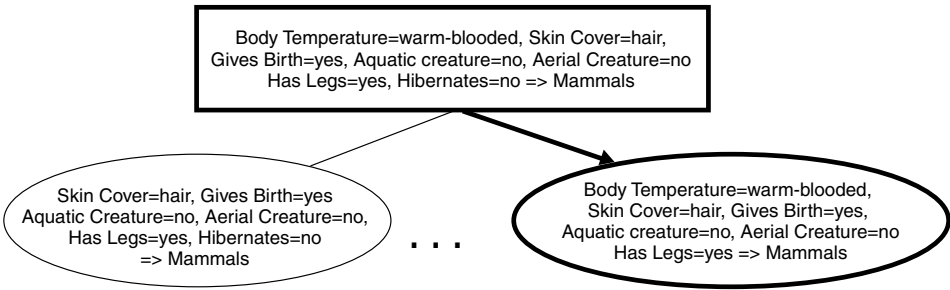 Body Temperature=warm-blooded, Skin Cover=hair,
Gives Birth=yes, Aquatic creature=no, Aerial Creature=no
Has Legs=yes, Hibernates=no => Mammals
Skin Cover=hair, Gives Birth=yes
Aquatic Creature=no, Aerial Creature=no,
Has Legs=yes, Hibernates=no
=> Mammals
. . .
Body Temperature=warm-blooded,
Skin Cover=hair, Gives Birth=yes,
Aquatic creature=no, Aerial Creature=no
Has Legs=yes => Mammals